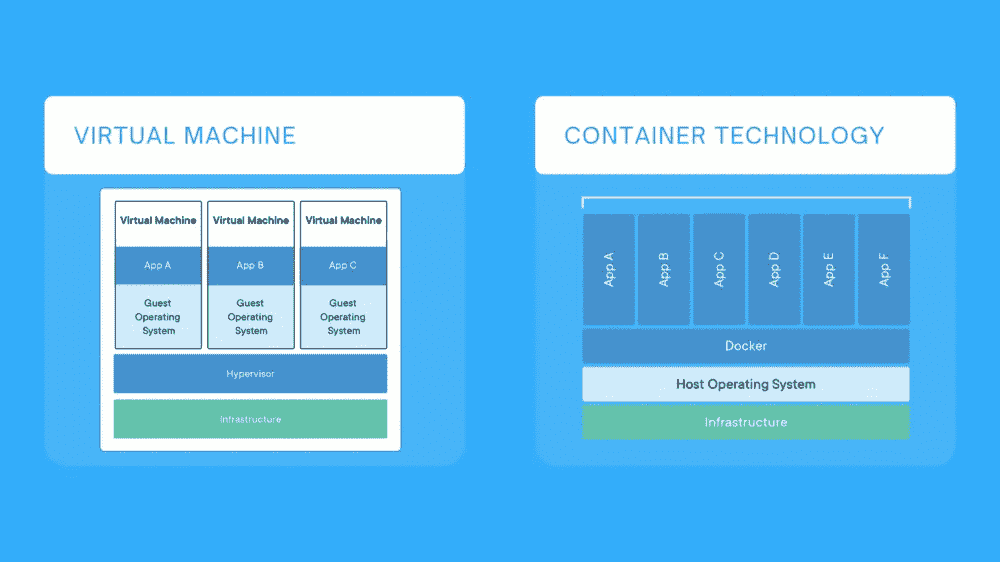 VIRTUAL MACHINE
Virtual Machine
Virtual Machine
Virtual Machine
App A
App B
App C
Guest
Operating
System
Guest
Operating
System
Guest
Operating
System
Hypervisor
Infrastructure
CONTAINER TECHNOLOGY
App A
App B
App C
App D
App E
App F
Docker
Host Operating System
Infrastructure